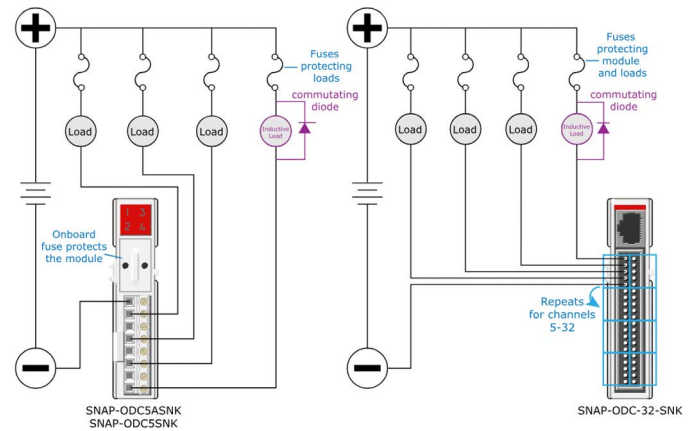 +
Fuses
protecting
loads
commutating
diode
Load
Load
Load
Inductive
Load
1 3
2 4
Onboard
fuse protects
the module
−
SNAP-ODC5ASNK
SNAP-ODC5SNK
+
Fuses
protecting
module
and loads
commutating
diode
Load
Load
Load
Inductive
Load
Repeats
for channels
5-32
−
SNAP-ODC-32-SNK